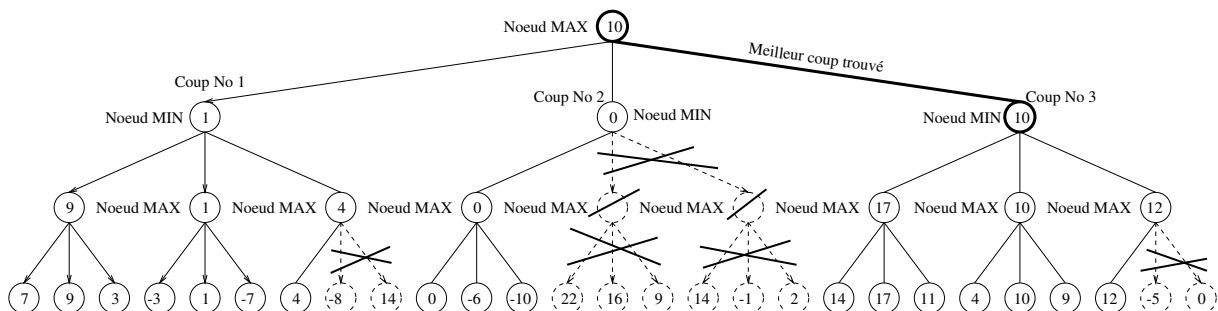 Noeud MAX 10
Meilleur coup trouvé
Coup No 1 Coup No 2 Coup No 3
Noeud MIN 1 0 Noeud MIN Noeud MIN 10
9 Noeud MAX 1 Noeud MAX 4 Noeud MAX 0 Noeud MAX Noeud MAX Noeud MAX 17 Noeud MAX 10 Noeud MAX 12
7 9 3 -3 1 -7 4 -8 14 0 -6 -10 22 16 9 14 -1 2 14 17 11 4 10 9 12 -5 0